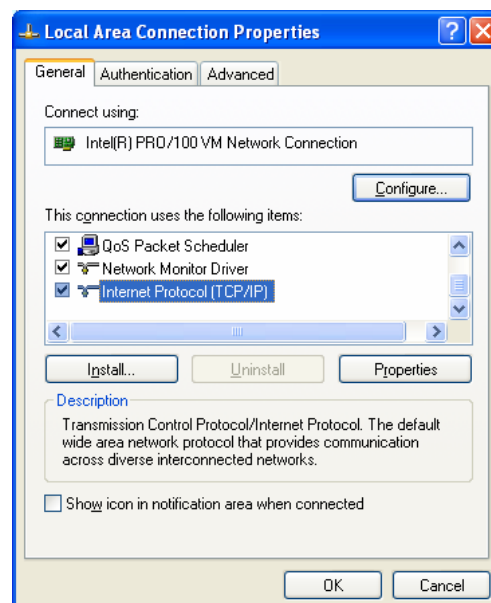 Local Area Connection Properties
General Authentication Advanced
Connect using:
Intel(R) PRO/100 VM Network Connection
Configure...
This connection uses the following items:
QoS Packet Scheduler
Network Monitor Driver
Internet Protocol (TCP/IP)
Install... Uninstall Properties
Description
Transmission Control Protocol/Internet Protocol. The default
wide area network protocol that provides communication
across diverse interconnected networks.
Show icon in notification area when connected
OK Cancel